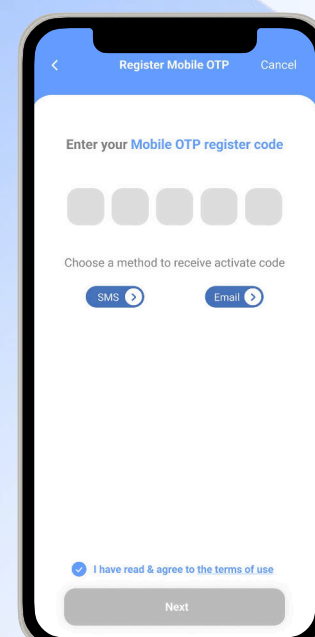 Register Mobile OTP Cancel
Enter your Mobile OTP register code
Choose a method to receive activate code
SMS Email
I have read & agree to the terms of use
Next